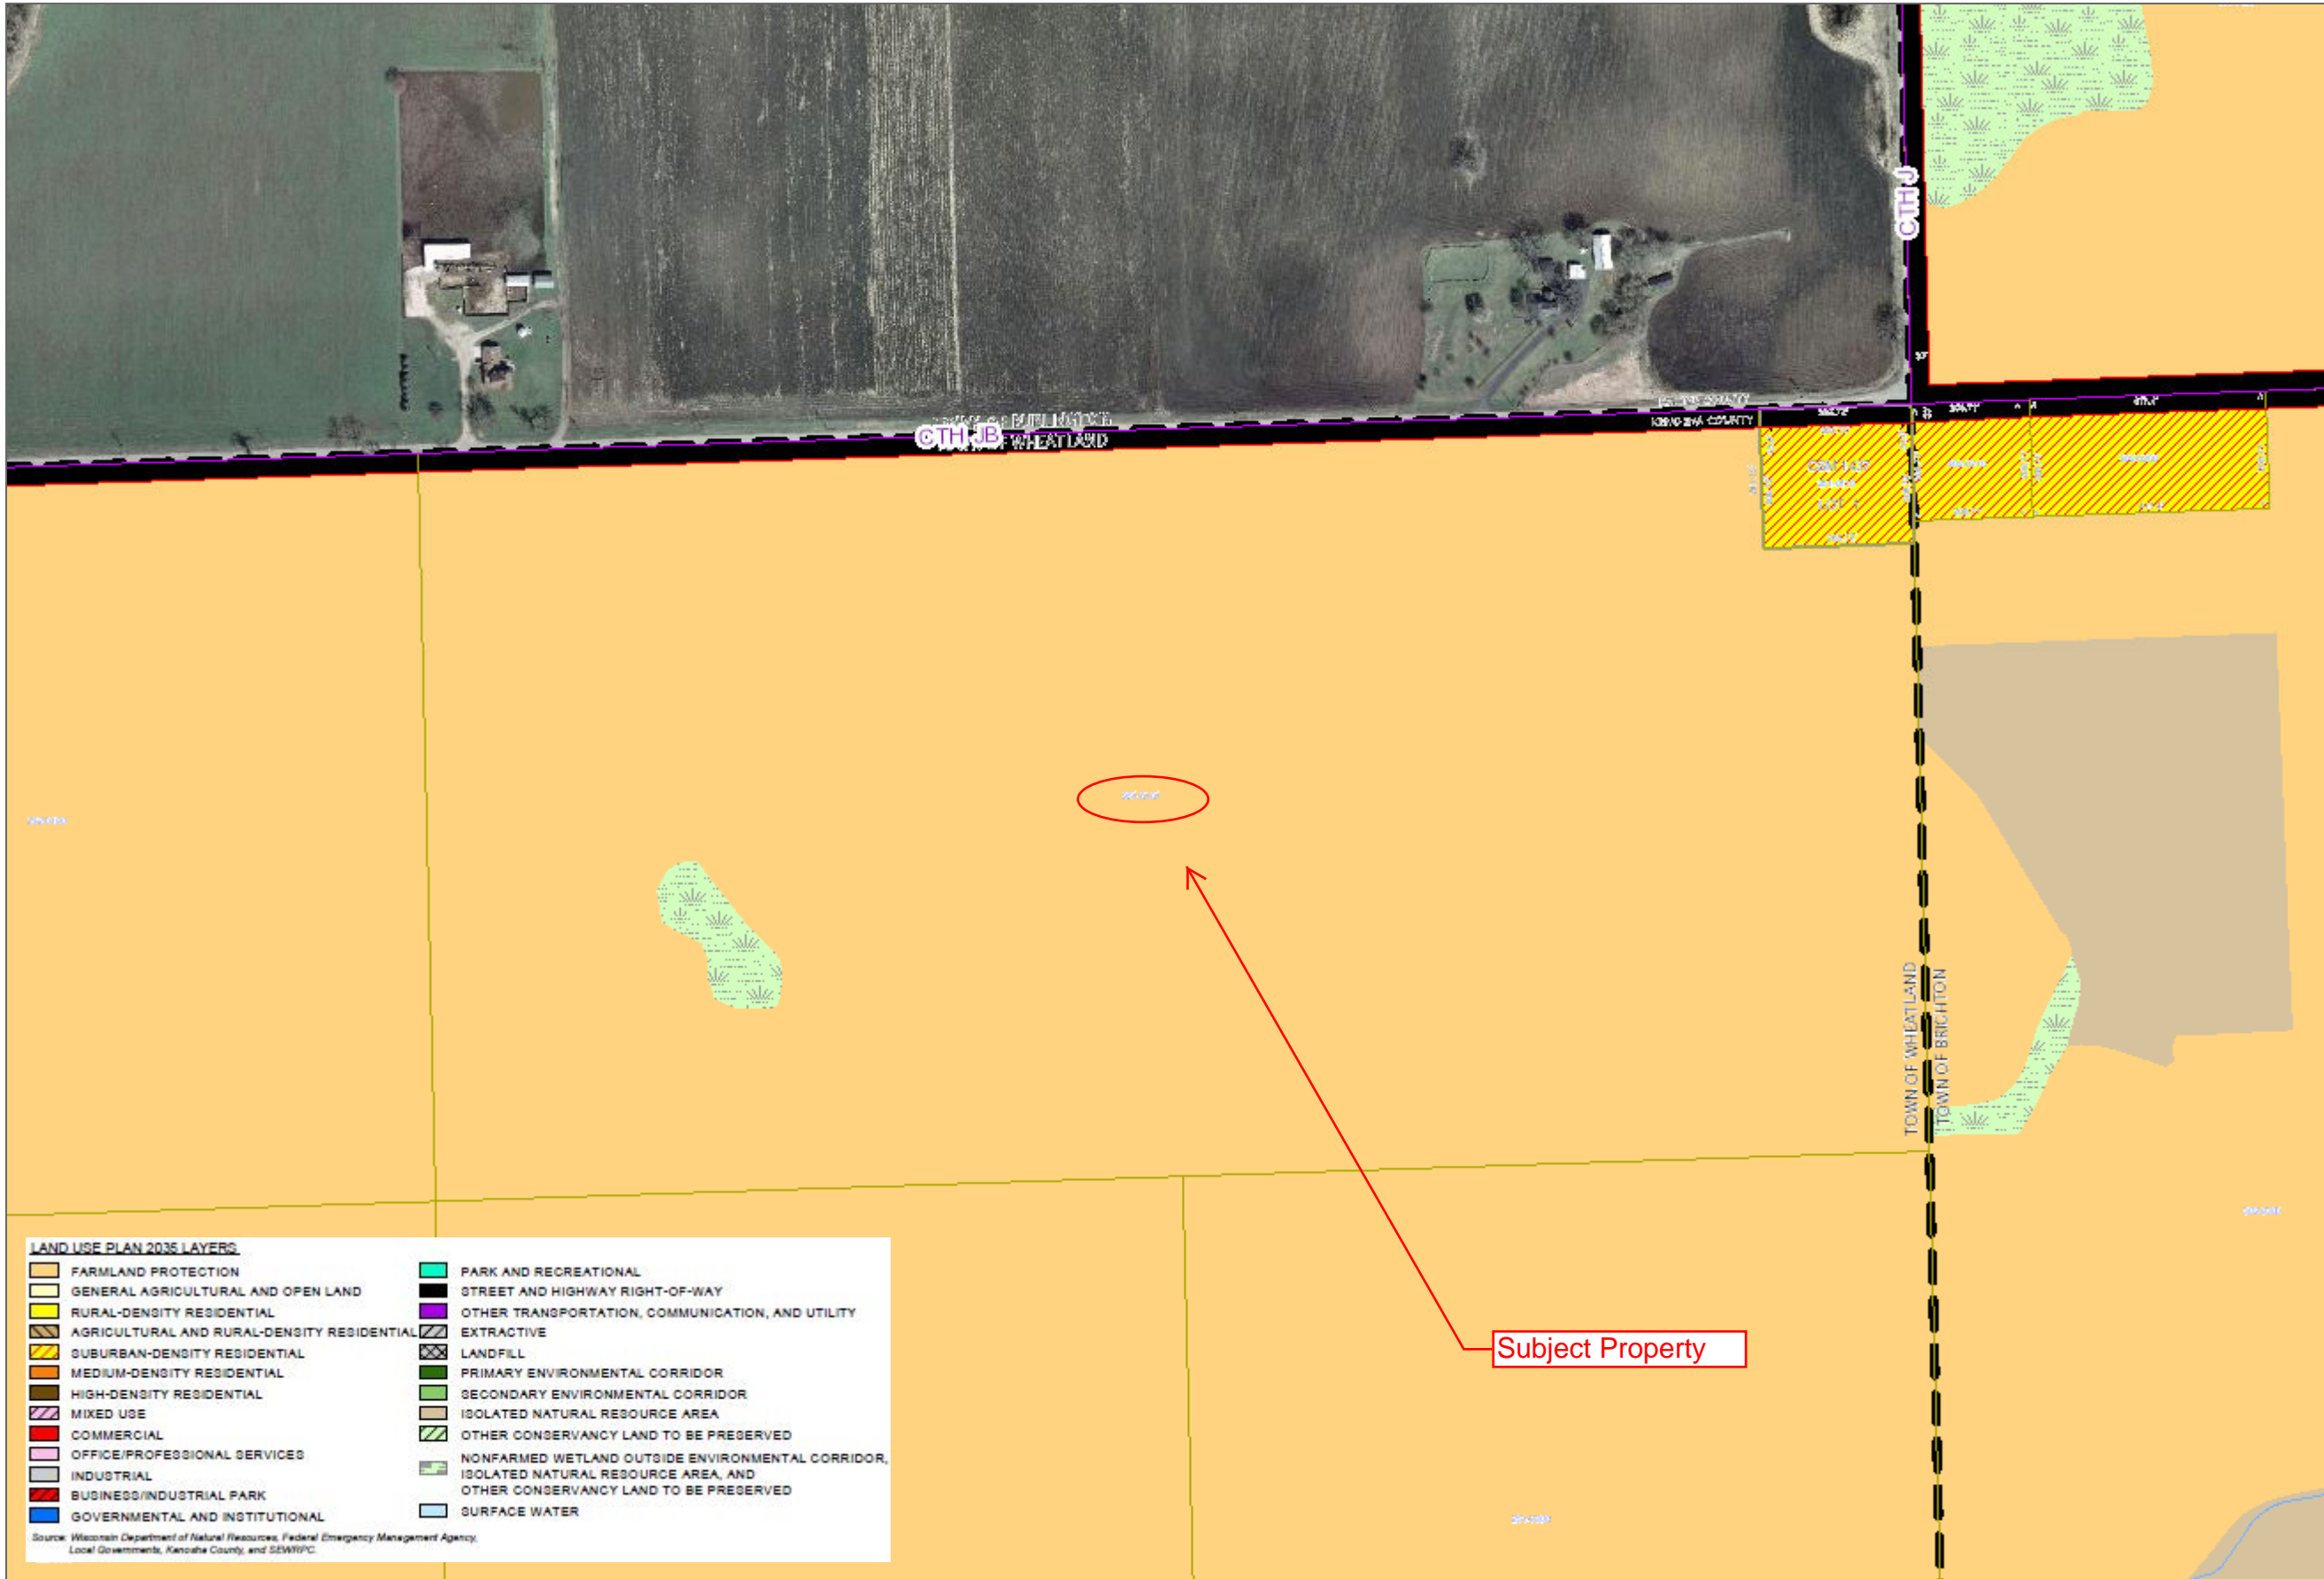 CTH J
CTH JB
OF WHEATLAND
KENOSHA COUNTY
CSM 1437
LOT 1
TOWN OF WHEATLAND
TOWN OF BRIGHTON
Subject Property
LAND USE PLAN 2035 LAYERS
FARMLAND PROTECTION
GENERAL AGRICULTURAL AND OPEN LAND
RURAL-DENSITY RESIDENTIAL
AGRICULTURAL AND RURAL-DENSITY RESIDENTIAL
SUBURBAN-DENSITY RESIDENTIAL
MEDIUM-DENSITY RESIDENTIAL
HIGH-DENSITY RESIDENTIAL
MIXED USE
COMMERCIAL
OFFICE/PROFESSIONAL SERVICES
INDUSTRIAL
BUSINESS/INDUSTRIAL PARK
GOVERNMENTAL AND INSTITUTIONAL
PARK AND RECREATIONAL
STREET AND HIGHWAY RIGHT-OF-WAY
OTHER TRANSPORTATION, COMMUNICATION, AND UTILITY
EXTRACTIVE
LANDFILL
PRIMARY ENVIRONMENTAL CORRIDOR
SECONDARY ENVIRONMENTAL CORRIDOR
ISOLATED NATURAL RESOURCE AREA
OTHER CONSERVANCY LAND TO BE PRESERVED
NONFARMED WETLAND OUTSIDE ENVIRONMENTAL CORRIDOR,
ISOLATED NATURAL RESOURCE AREA, AND
OTHER CONSERVANCY LAND TO BE PRESERVED
SURFACE WATER
Source: Wisconsin Department of Natural Resources, Federal Emergency Management Agency,
Local Governments, Kenosha County, and SEWRPC.